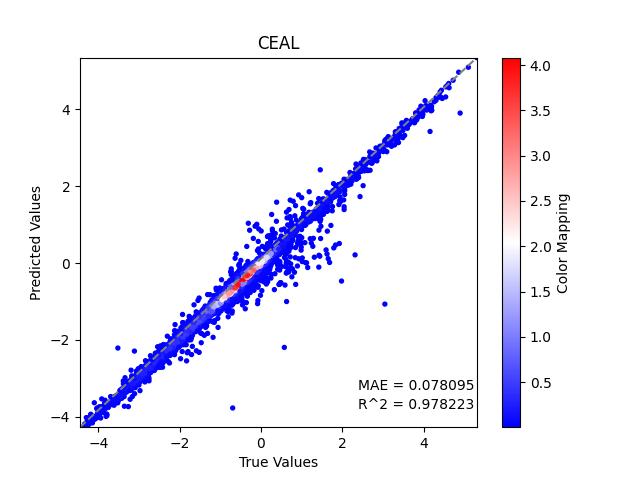 CEAL
Predicted Values
4
2
0
−2
−4
−4 −2 0 2 4
True Values
MAE = 0.078095
R^2 = 0.978223
4.0
3.5
3.0
2.5
2.0
1.5
1.0
0.5
Color Mapping